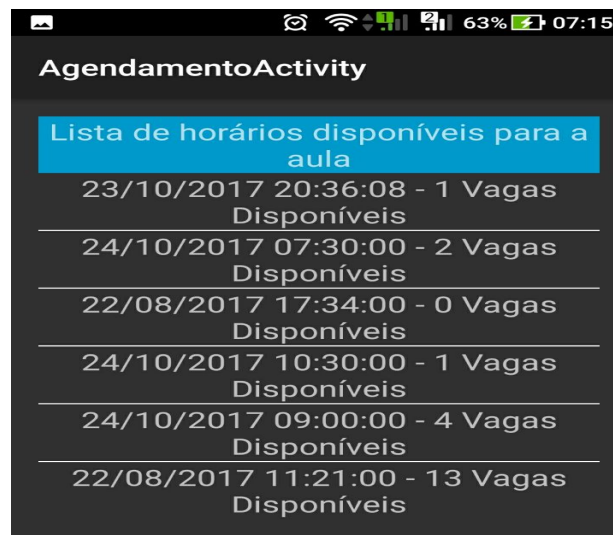 1 2 63% 07:15
AgendamentoActivity
Lista de horários disponíveis para a
aula
23/10/2017 20:36:08 - 1 Vagas
Disponíveis
24/10/2017 07:30:00 - 2 Vagas
Disponíveis
22/08/2017 17:34:00 - 0 Vagas
Disponíveis
24/10/2017 10:30:00 - 1 Vagas
Disponíveis
24/10/2017 09:00:00 - 4 Vagas
Disponíveis
22/08/2017 11:21:00 - 13 Vagas
Disponíveis